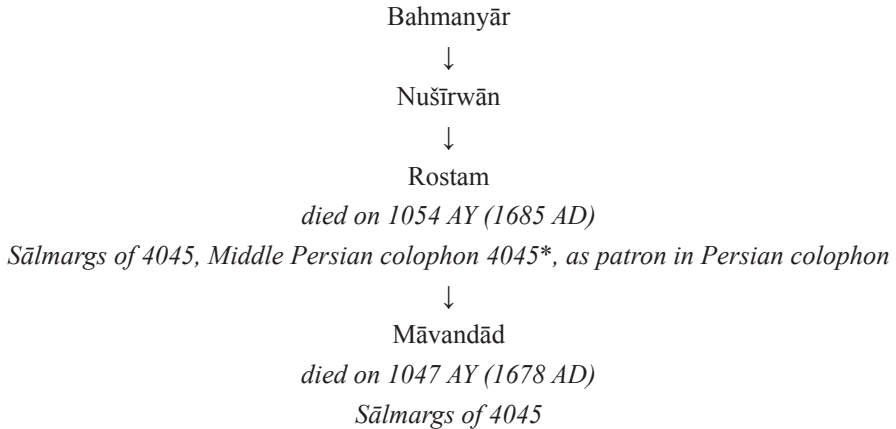 Bahmanyār
↓
Nušīrwān
↓
Rostam
died on 1054 AY (1685 AD)
Sālmargs of 4045, Middle Persian colophon 4045*, as patron in Persian colophon
↓
Māvandād
died on 1047 AY (1678 AD)
Sālmargs of 4045